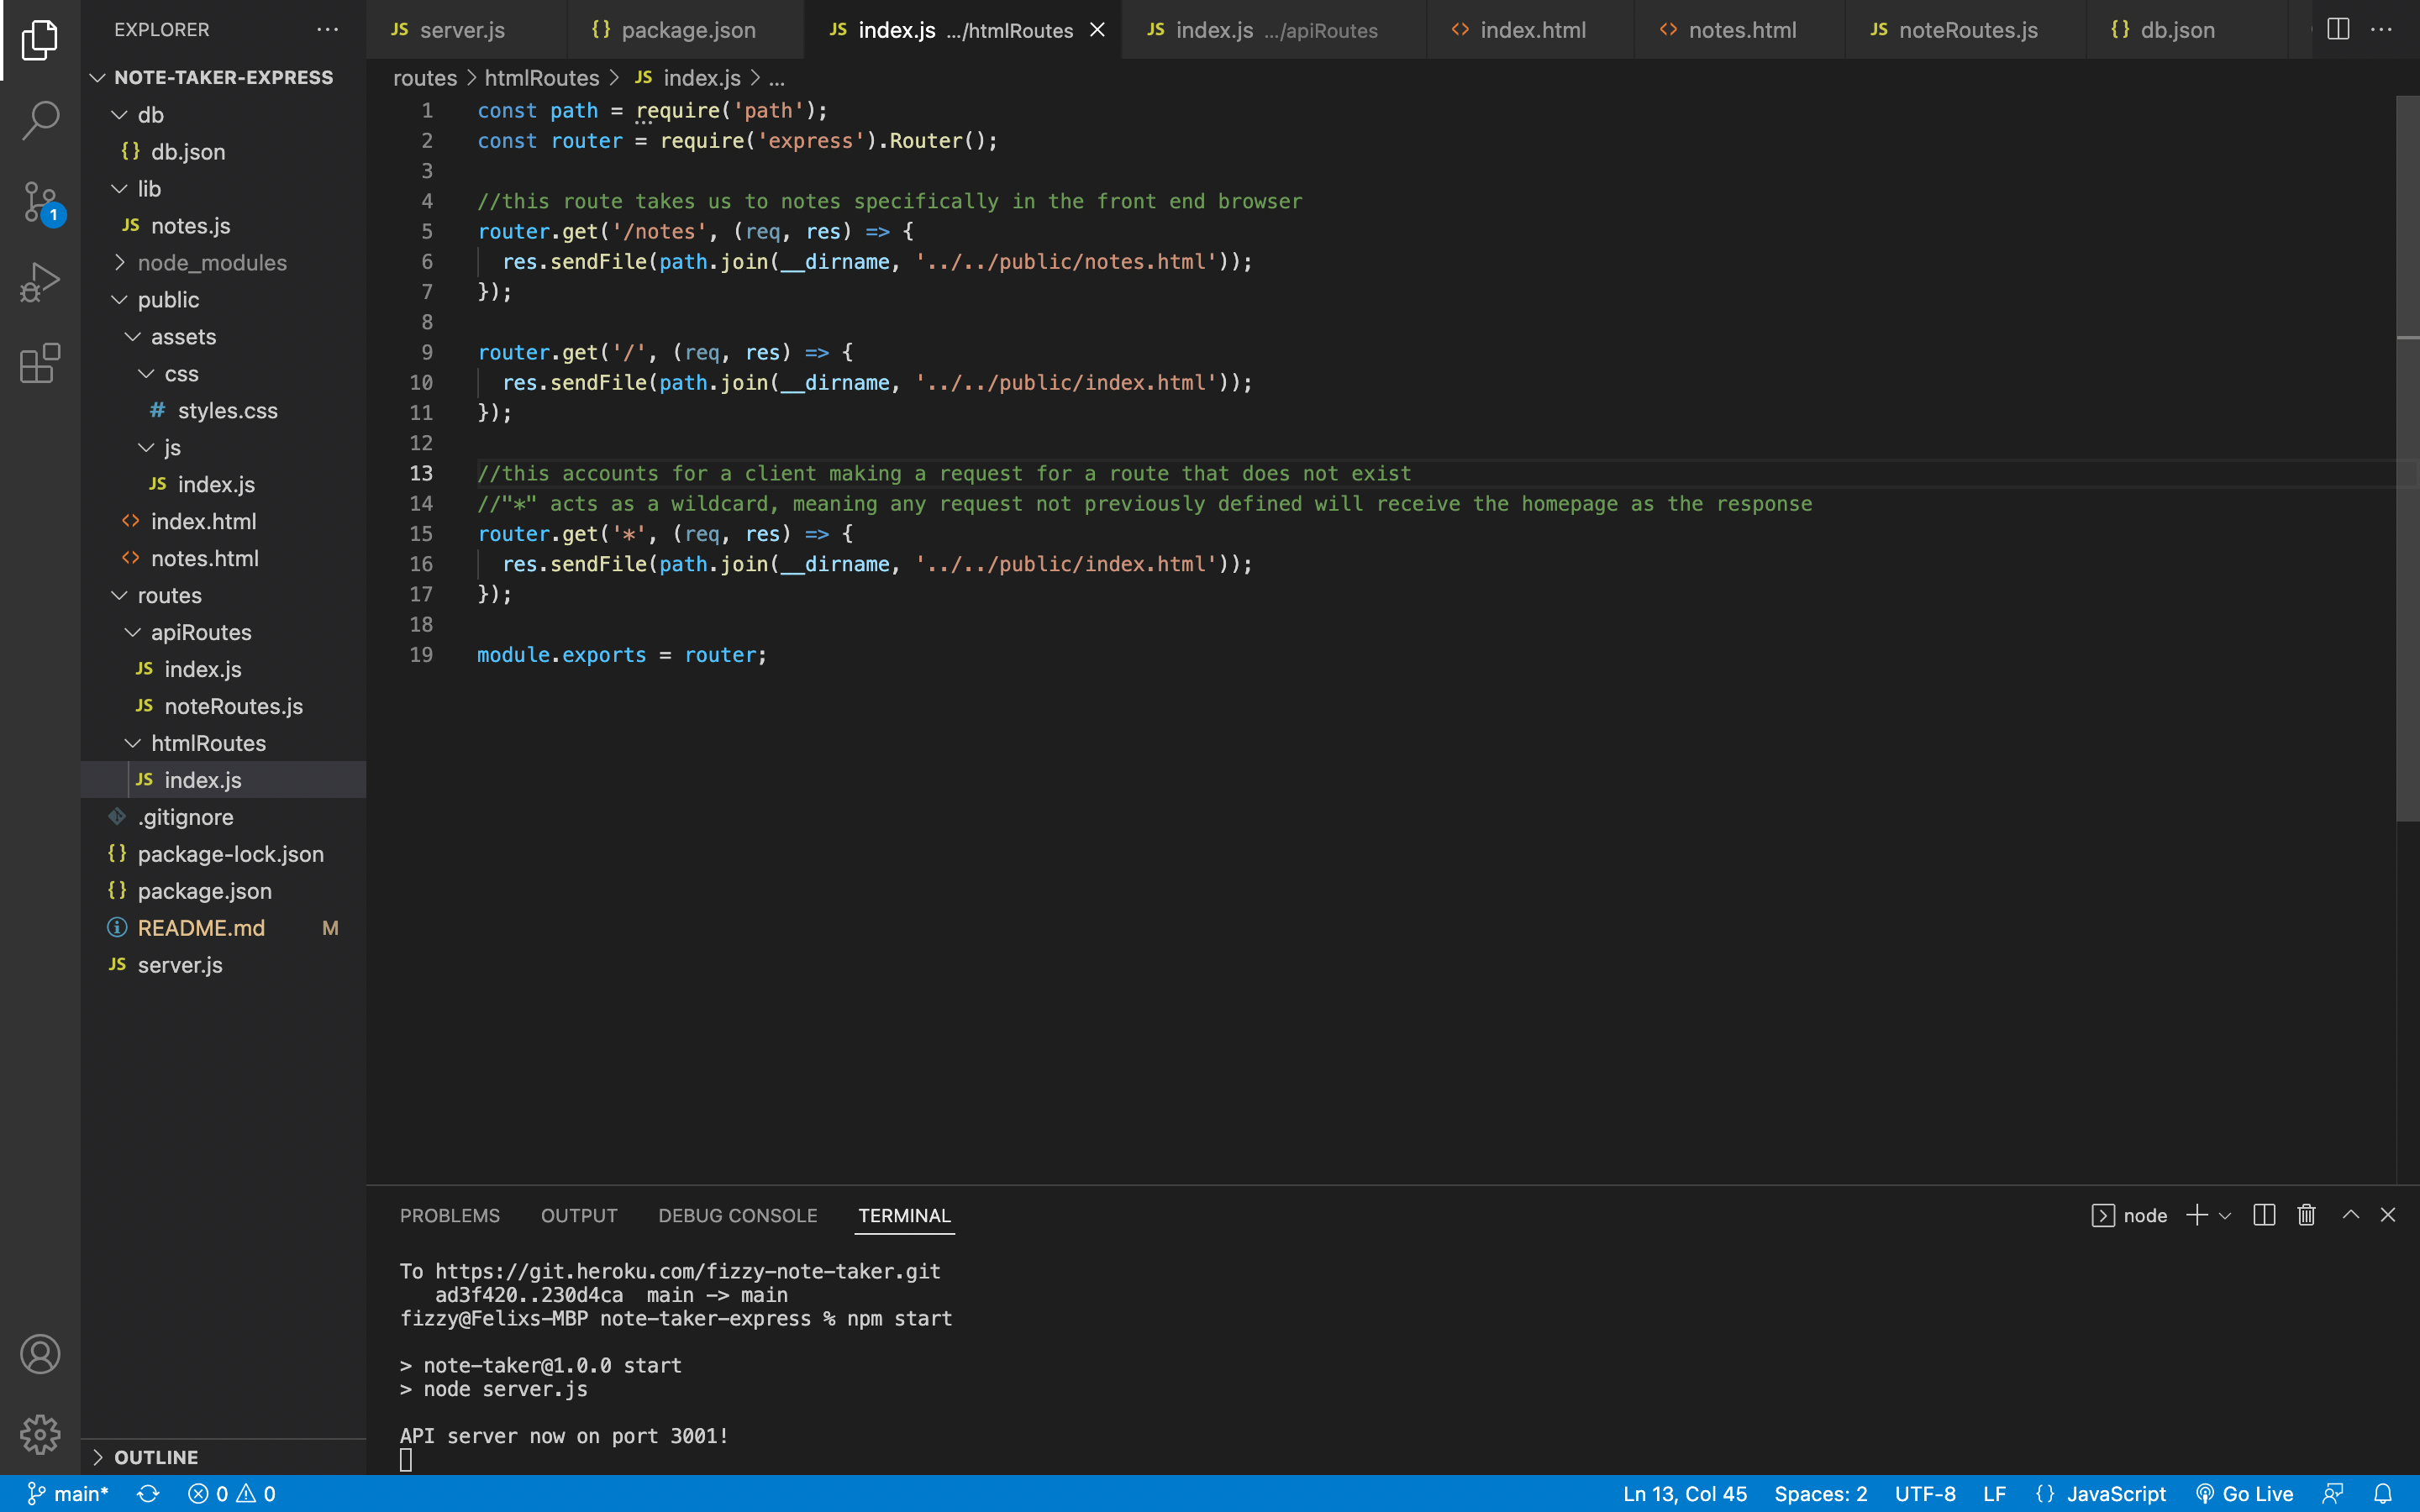 EXPLORER
NOTE-TAKER-EXPRESS
db
{} db.json
lib
JS notes.js
node_modules
public
assets
css
# styles.css
js
JS index.js
<> index.html
<> notes.html
routes
apiRoutes
JS index.js
JS noteRoutes.js
htmlRoutes
JS index.js
.gitignore
{} package-lock.json
{} package.json
README.md M
JS server.js
OUTLINE
1
JS server.js {} package.json JS index.js .../htmlRoutes JS index.js .../apiRoutes <> index.html <> notes.html JS noteRoutes.js {} db.json
routes > htmlRoutes > JS index.js > ...
1 const path = require('path');
2 const router = require('express').Router();
3
4 //this route takes us to notes specifically in the front end browser
5 router.get('/notes', (req, res) => {
6 res.sendFile(path.join(__dirname, '../../public/notes.html'));
7 });
8
9 router.get('/', (req, res) => {
10 res.sendFile(path.join(__dirname, '../../public/index.html'));
11 });
12
13 //this accounts for a client making a request for a route that does not exist
14 //"*" acts as a wildcard, meaning any request not previously defined will receive the homepage as the response
15 router.get('*', (req, res) => {
16 res.sendFile(path.join(__dirname, '../../public/index.html'));
17 });
18
19 module.exports = router;
PROBLEMS OUTPUT DEBUG CONSOLE TERMINAL node
To https://git.heroku.com/fizzy-note-taker.git
ad3f420..230d4ca main -> main
fizzy@Felixs-MBP note-taker-express % npm start
> note-taker@1.0.0 start
> node server.js
API server now on port 3001!
main* 0 0 Ln 13, Col 45 Spaces: 2 UTF-8 LF {} JavaScript Go Live